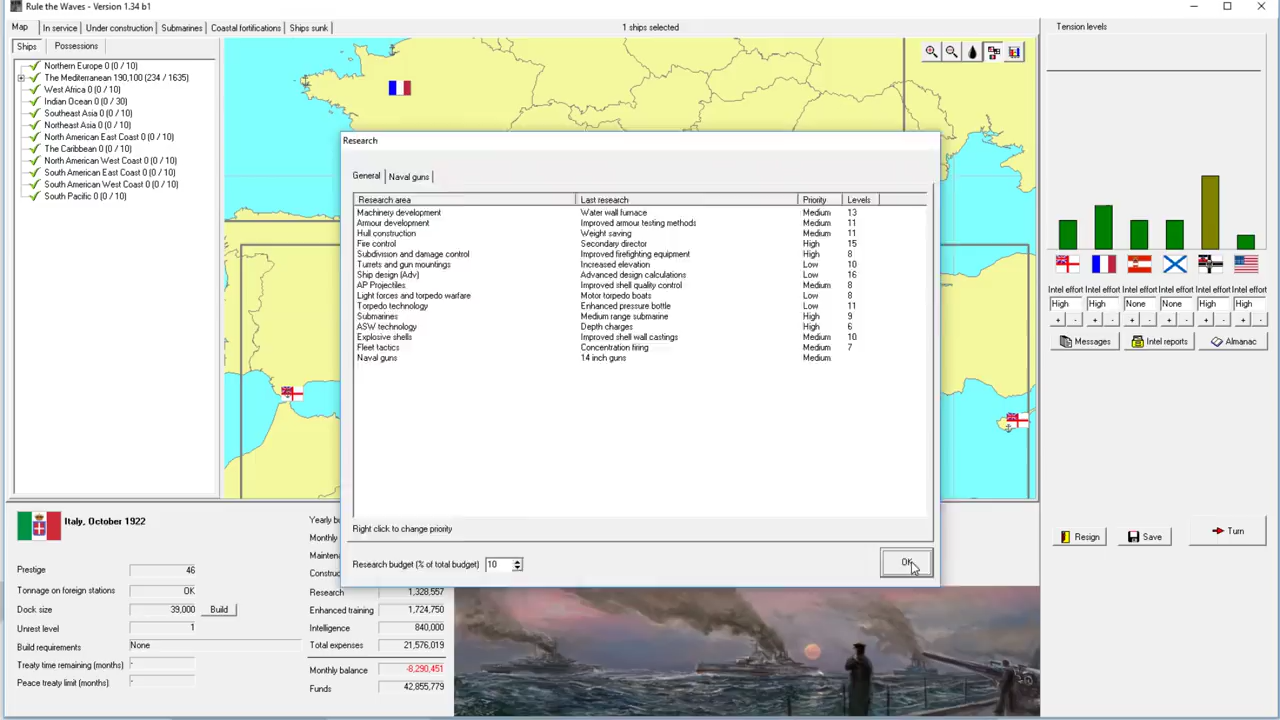 Rule the Waves - Version 1.34 b1
Map In service Under construction Submarines Coastal fortifications Ships sunk 1 ships selected
Ships Possessions
Northern Europe 0 (0 / 10)
The Mediterranean 190,100 (234 / 1635)
West Africa 0 (0 / 10)
Indian Ocean 0 (0 / 30)
Southeast Asia 0 (0 / 10)
Northeast Asia 0 (0 / 10)
North American East Coast 0 (0 / 10)
The Caribbean 0 (0 / 10)
North American West Coast 0 (0 / 10)
South American East Coast 0 (0 / 10)
South American West Coast 0 (0 / 10)
South Pacific 0 (0 / 10)
Research
General Naval guns
Research area Last research Priority Levels
Machinery development Water wall furnace Medium 13
Armour development Improved armour testing methods Medium 11
Hull construction Weight saving Medium 11
Fire control Secondary director High 15
Subdivision and damage control Improved firefighting equipment High 8
Turrets and gun mountings Increased elevation Low 10
Ship design (Adv) Advanced design calculations Low 16
AP Projectiles Improved shell quality control Medium 8
Light forces and torpedo warfare Motor torpedo boats Low 8
Torpedo technology Enhanced pressure bottle Low 11
Submarines Medium range submarine High 9
ASW technology Depth charges High 6
Explosive shells Improved shell wall castings Medium 10
Fleet tactics Concentration firing Medium 7
Naval guns 14 inch guns Medium
Right click to change priority
Research budget (% of total budget) 10
OK
Tension levels
Intel effort Intel effort Intel effort Intel effort Intel effort Intel effort
High High None None High High
+ - + - + - + - + - + -
Messages Intel reports Almanac
Resign Save Turn
Italy, October 1922
Prestige 46
Tonnage on foreign stations OK
Dock size 39,000 Build
Unrest level 1
Build requirements None
Treaty time remaining (months) -
Peace treaty limit (months) -
Yearly bu
Monthly
Mainten
Constru
Research 1,328,557
Enhanced training 1,724,750
Intelligence 840,000
Total expenses 21,576,019
Monthly balance -8,290,451
Funds 42,855,779